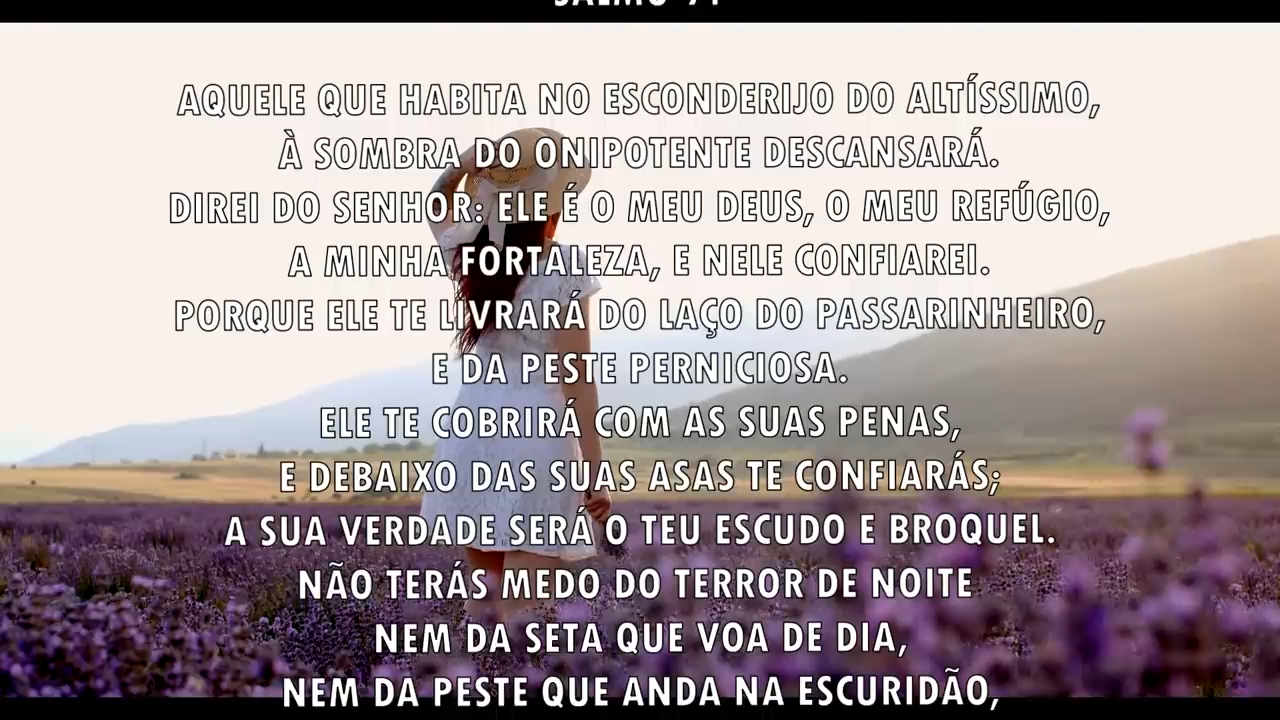 SALMO 91
AQUELE QUE HABITA NO ESCONDERIJO DO ALTÍSSIMO,
À SOMBRA DO ONIPOTENTE DESCANSARÁ.
DIREI DO SENHOR: ELE É O MEU DEUS, O MEU REFÚGIO,
A MINHA FORTALEZA, E NELE CONFIAREI.
PORQUE ELE TE LIVRARÁ DO LAÇO DO PASSARINHEIRO,
E DA PESTE PERNICIOSA.
ELE TE COBRIRÁ COM AS SUAS PENAS,
E DEBAIXO DAS SUAS ASAS TE CONFIARÁS;
A SUA VERDADE SERÁ O TEU ESCUDO E BROQUEL.
NÃO TERÁS MEDO DO TERROR DE NOITE
NEM DA SETA QUE VOA DE DIA,
NEM DA PESTE QUE ANDA NA ESCURIDÃO,